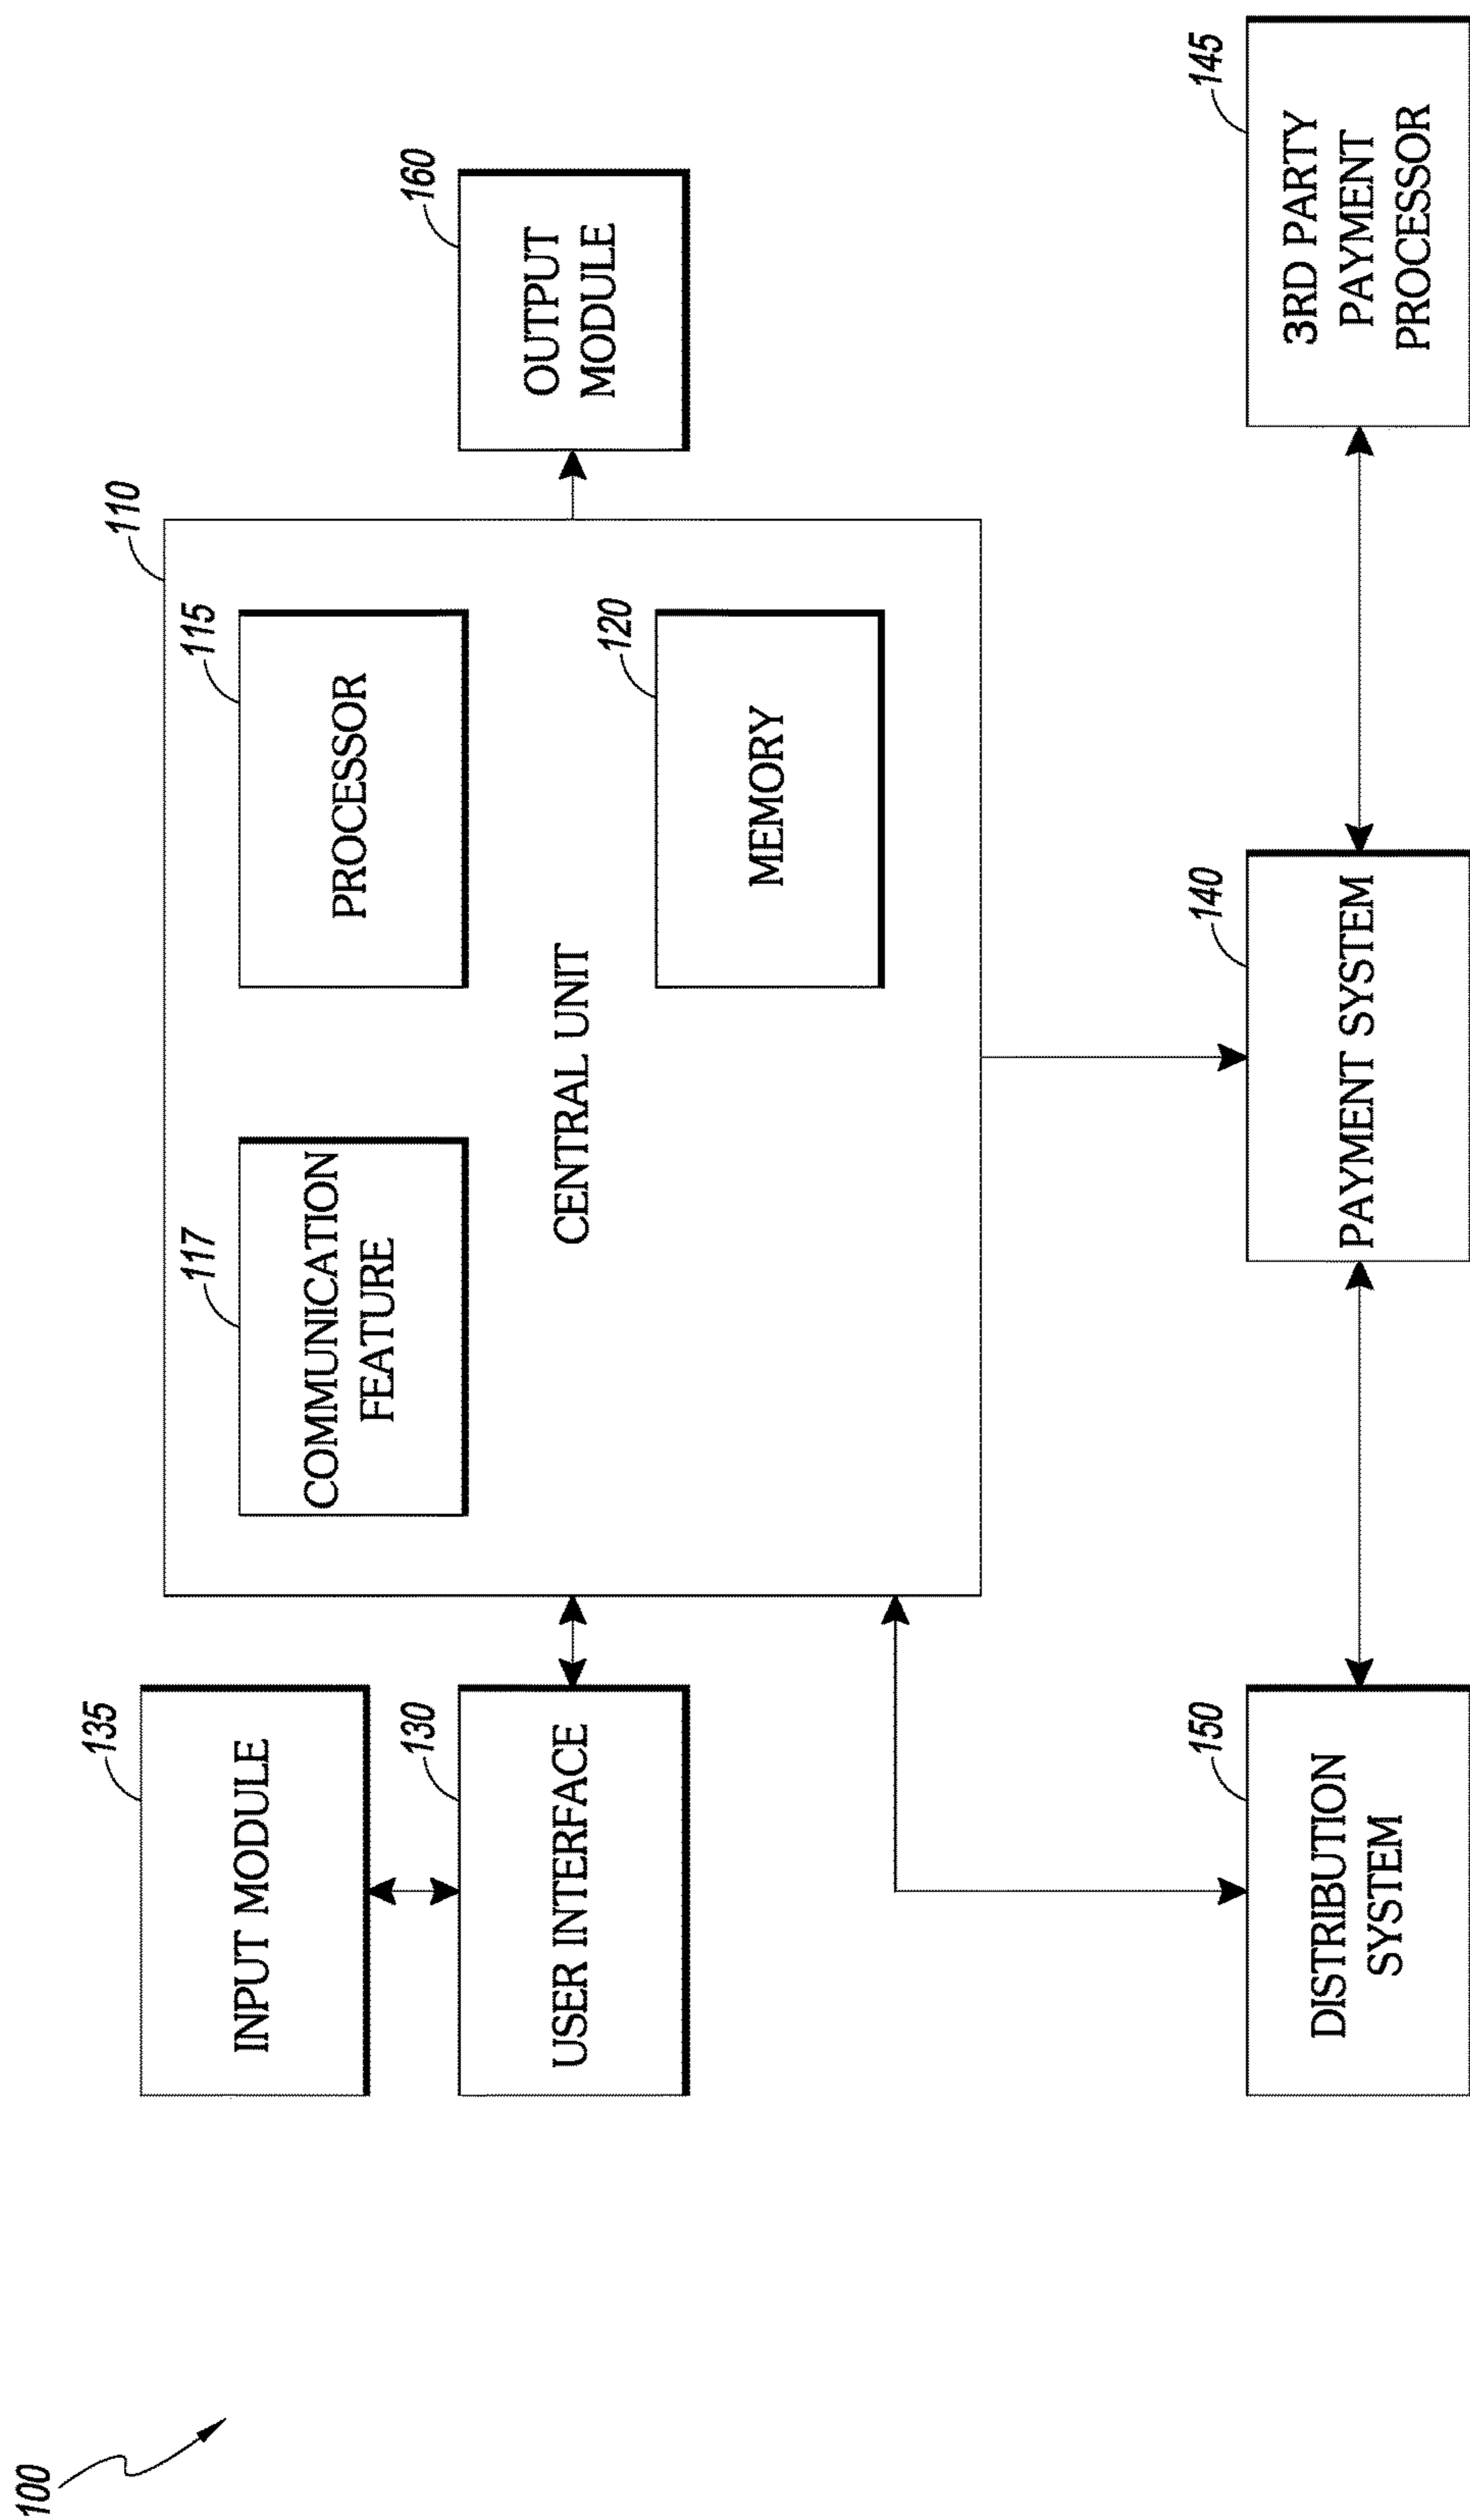 100
135
INPUT MODULE
130
USER INTERFACE
110
117
COMMUNICATION
FEATURE
115
PROCESSOR
CENTRAL UNIT
120
MEMORY
160
OUTPUT
MODULE
150
DISTRIBUTION
SYSTEM
140
PAYMENT SYSTEM
145
3RD PARTY
PAYMENT
PROCESSOR